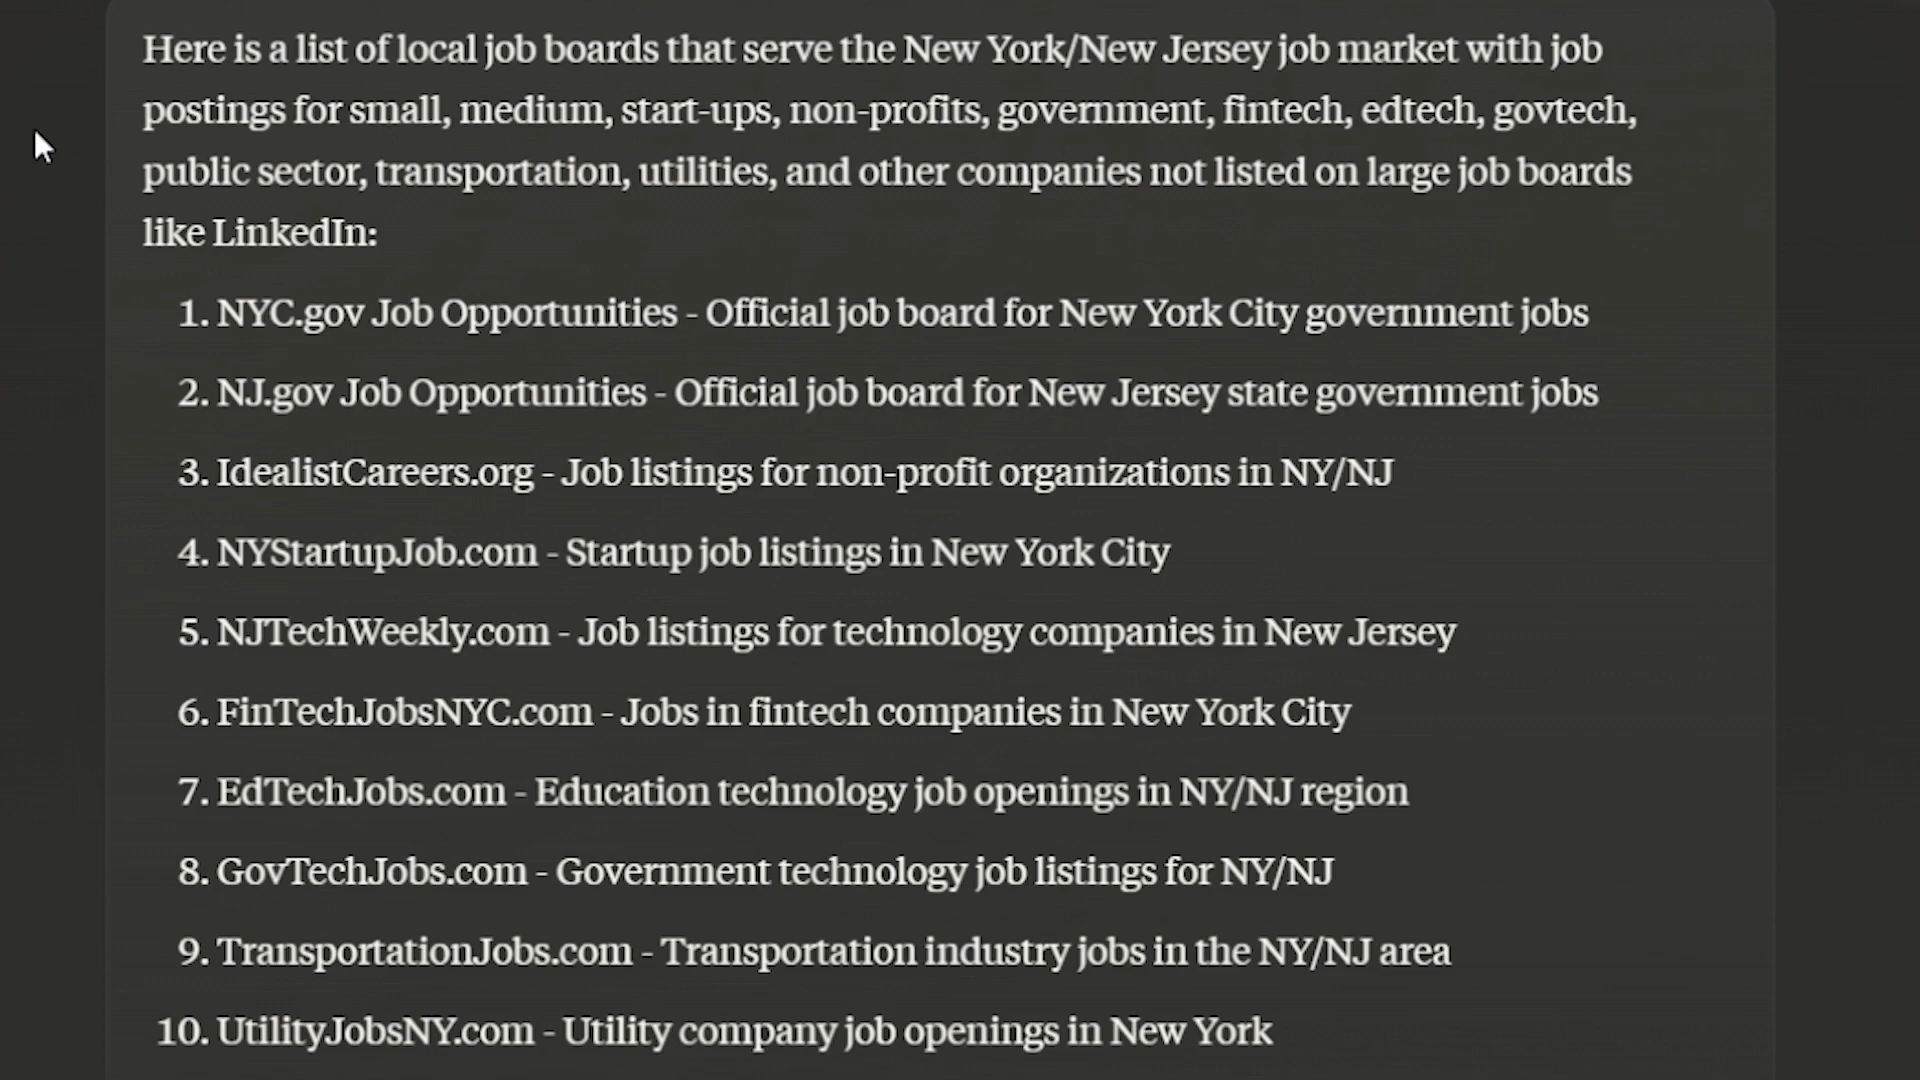 Here is a list of local job boards that serve the New York/New Jersey job market with job
postings for small, medium, start-ups, non-profits, government, fintech, edtech, govtech,
public sector, transportation, utilities, and other companies not listed on large job boards
like LinkedIn:
1. NYC.gov Job Opportunities - Official job board for New York City government jobs
2. NJ.gov Job Opportunities - Official job board for New Jersey state government jobs
3. IdealistCareers.org - Job listings for non-profit organizations in NY/NJ
4. NYStartupJob.com - Startup job listings in New York City
5. NJTechWeekly.com - Job listings for technology companies in New Jersey
6. FinTechJobsNYC.com - Jobs in fintech companies in New York City
7. EdTechJobs.com - Education technology job openings in NY/NJ region
8. GovTechJobs.com - Government technology job listings for NY/NJ
9. TransportationJobs.com - Transportation industry jobs in the NY/NJ area
10. UtilityJobsNY.com - Utility company job openings in New York